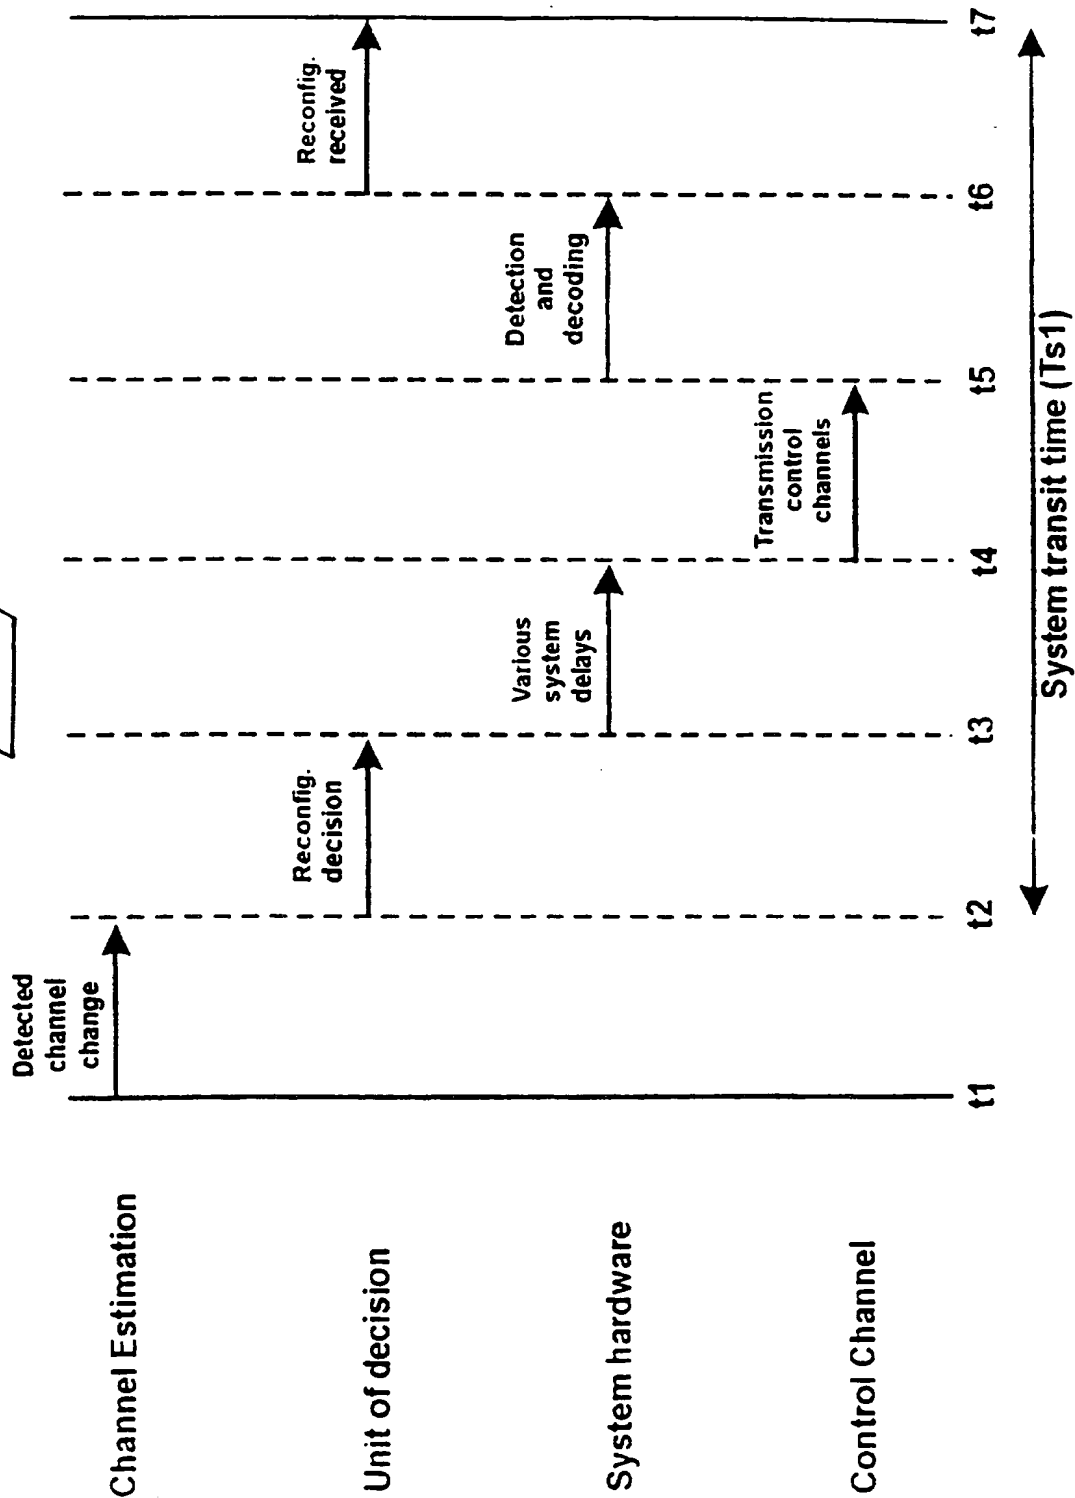 Channel Estimation
Unit of decision
System hardware
Control Channel
Detected
channel
change
Reconfig.
decision
Various
system
delays
Transmission
control
channels
Detection
and
decoding
Reconfig.
received
t1
t2
t3
t4
t5
t6
t7
System transit time (Ts1)